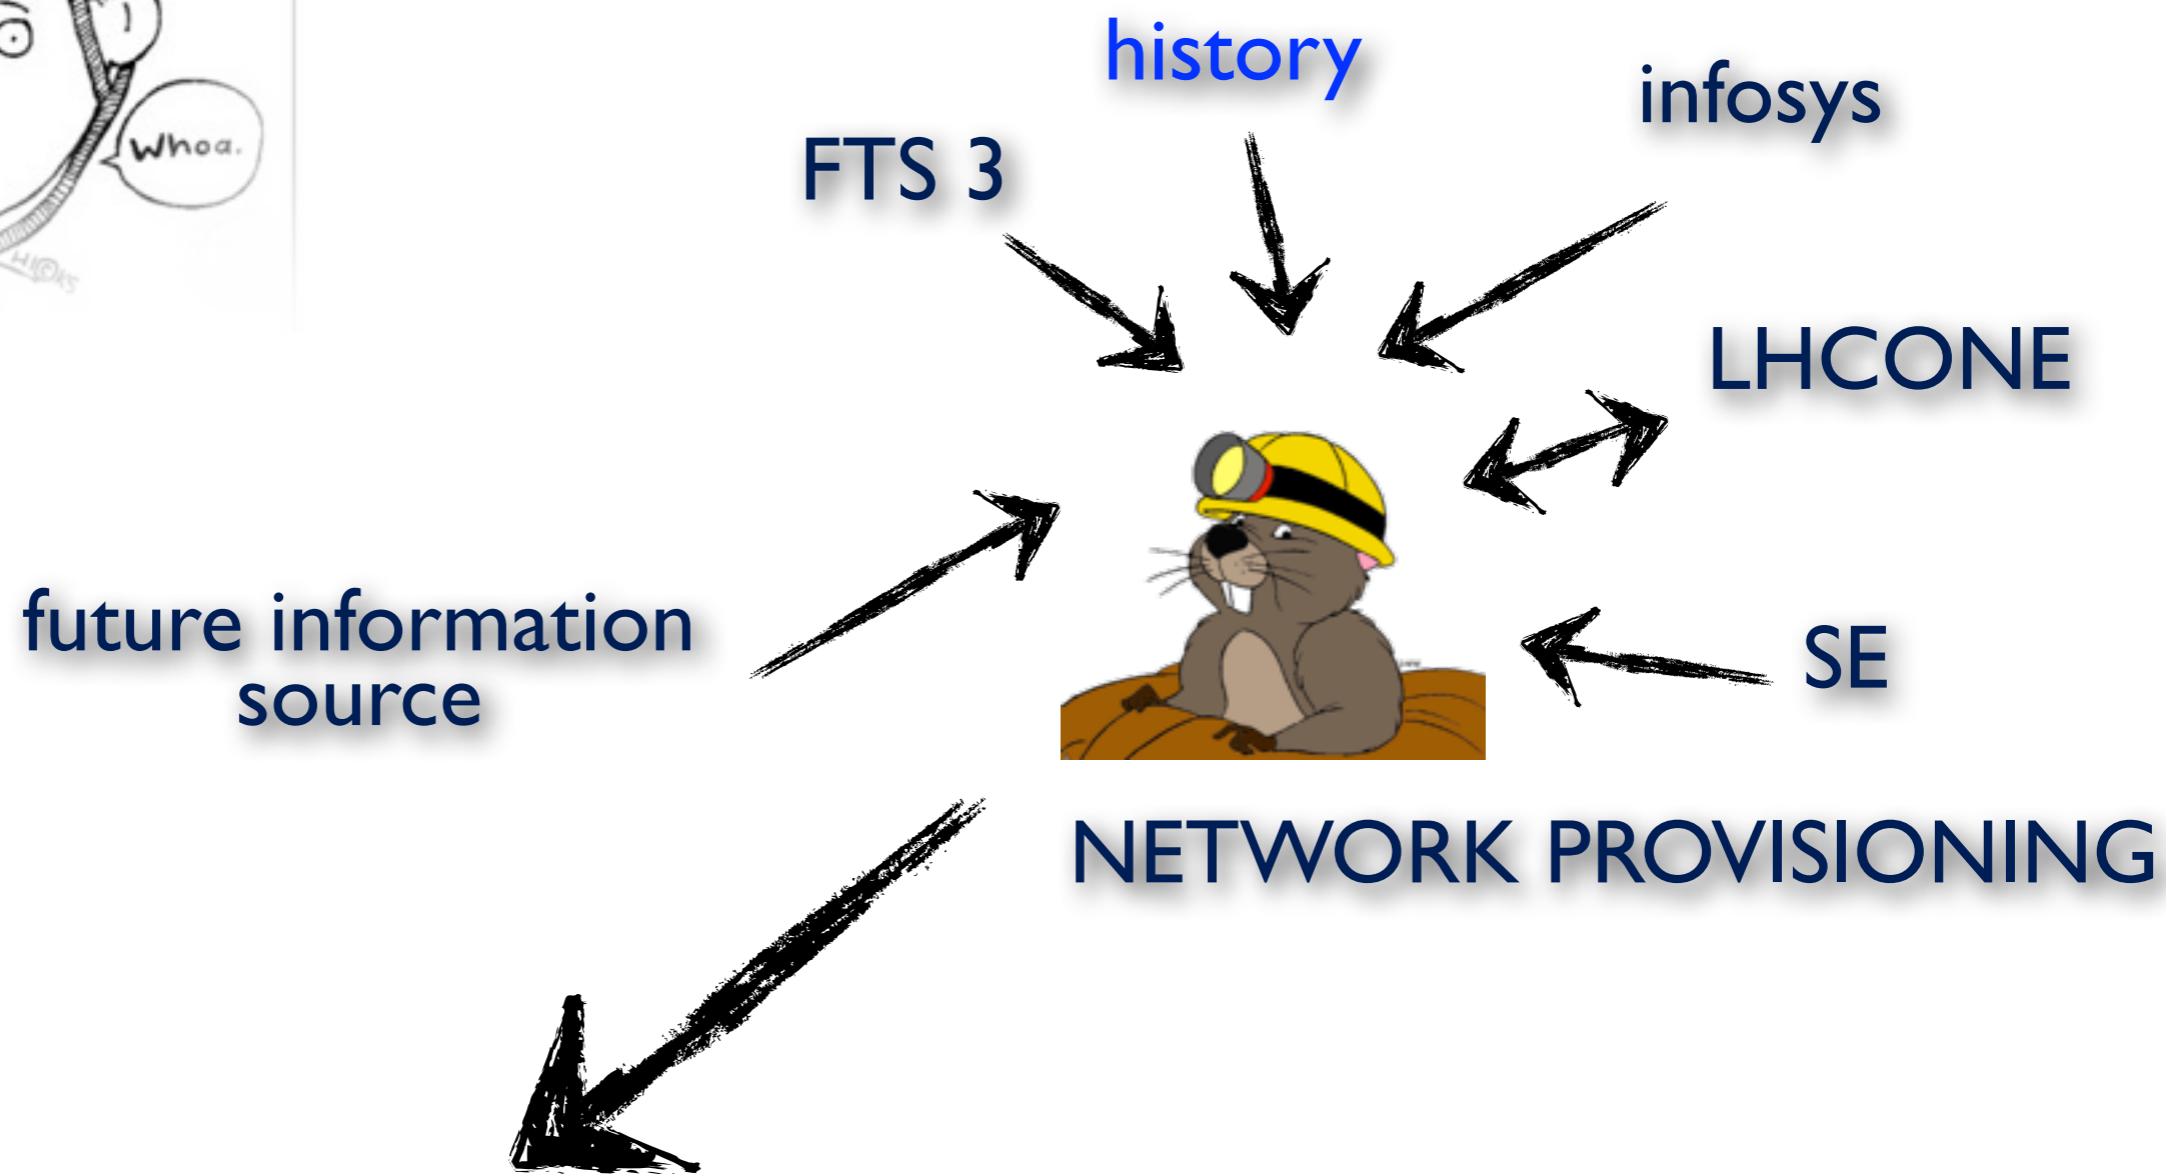 history
infosys
FTS 3
Whoa.
LHCONE
future information
source
SE
NETWORK PROVISIONING